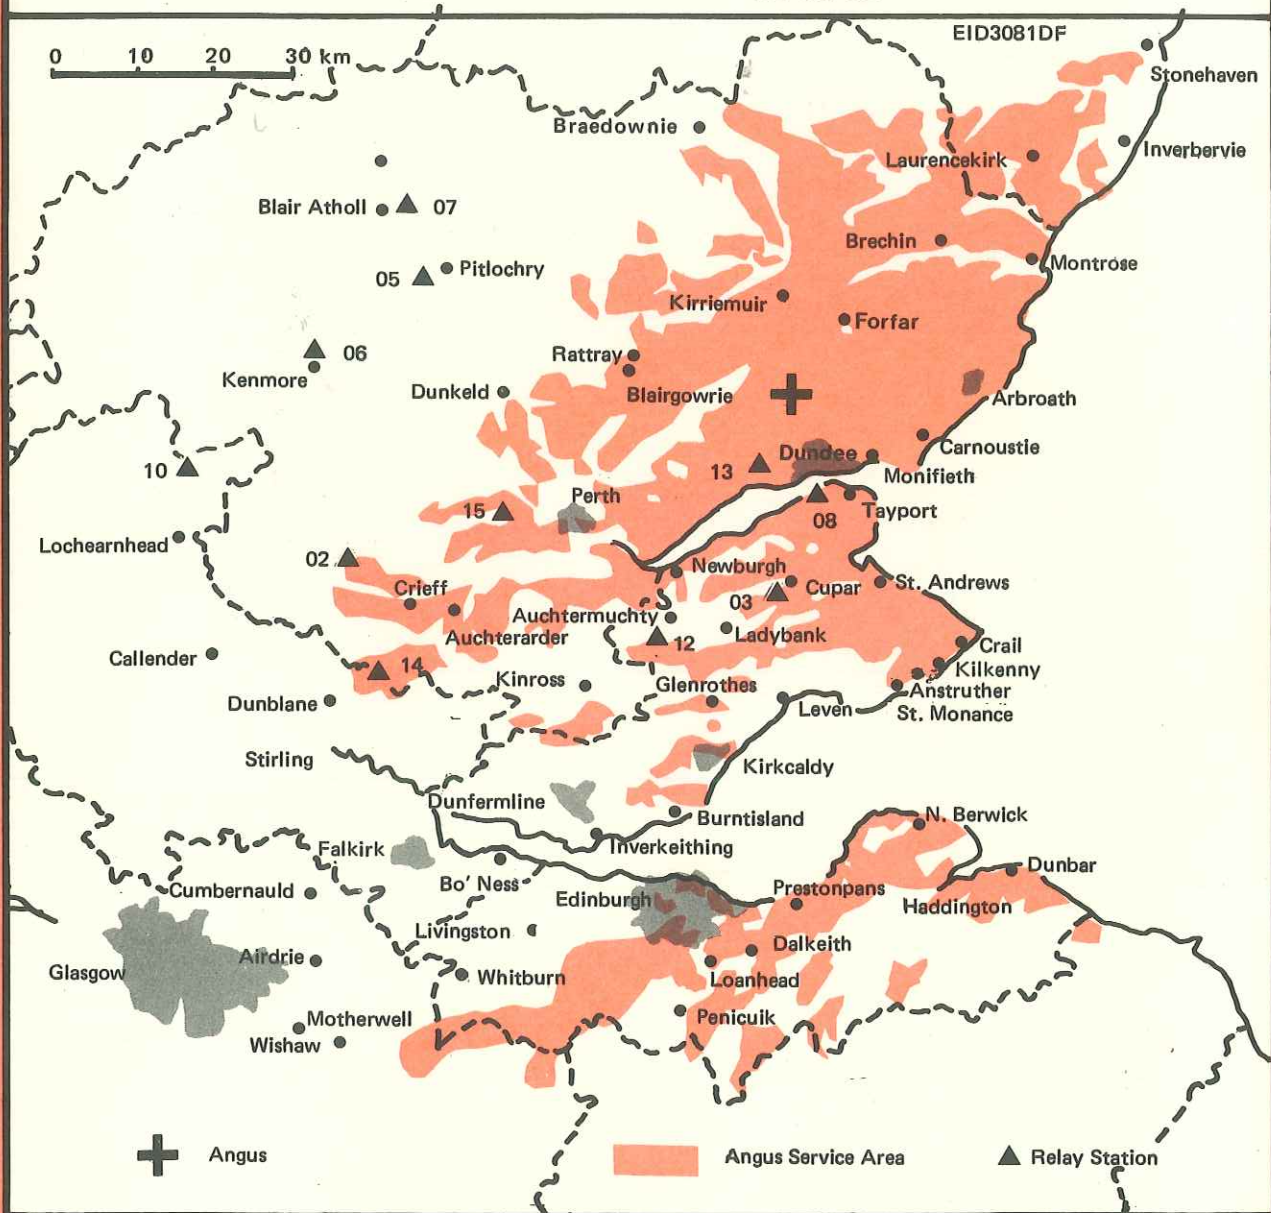 EID3081DF
0 10 20 30 km
Stonehaven
Braedownie
Inverbervie
Laurencekirk
Blair Atholl
07
Brechin
Montrose
05
Pitlochry
Kirriemuir
Forfar
06
Rattray
Kenmore
Dunkeld
Blairgowrie
Arbroath
Carnoustie
10
13
Dundee
Monifieth
Perth
15
08
Tayport
Lochearnhead
02
Newburgh
Crieff
03
Cupar
St. Andrews
Auchtermuchty
Auchterarder
12
Ladybank
Crail
Callender
14
Kilkenny
Kinross
Glenrothes
Anstruther
Dunblane
Leven
St. Monance
Stirling
Kirkcaldy
Dunfermline
Burntisland
N. Berwick
Falkirk
Inverkeithing
Dunbar
Bo' Ness
Cumbernauld
Edinburgh
Prestonpans
Haddington
Livingston
Dalkeith
Airdrie
Glasgow
Whitburn
Loanhead
Motherwell
Penicuik
Wishaw
Angus
Angus Service Area
Relay Station